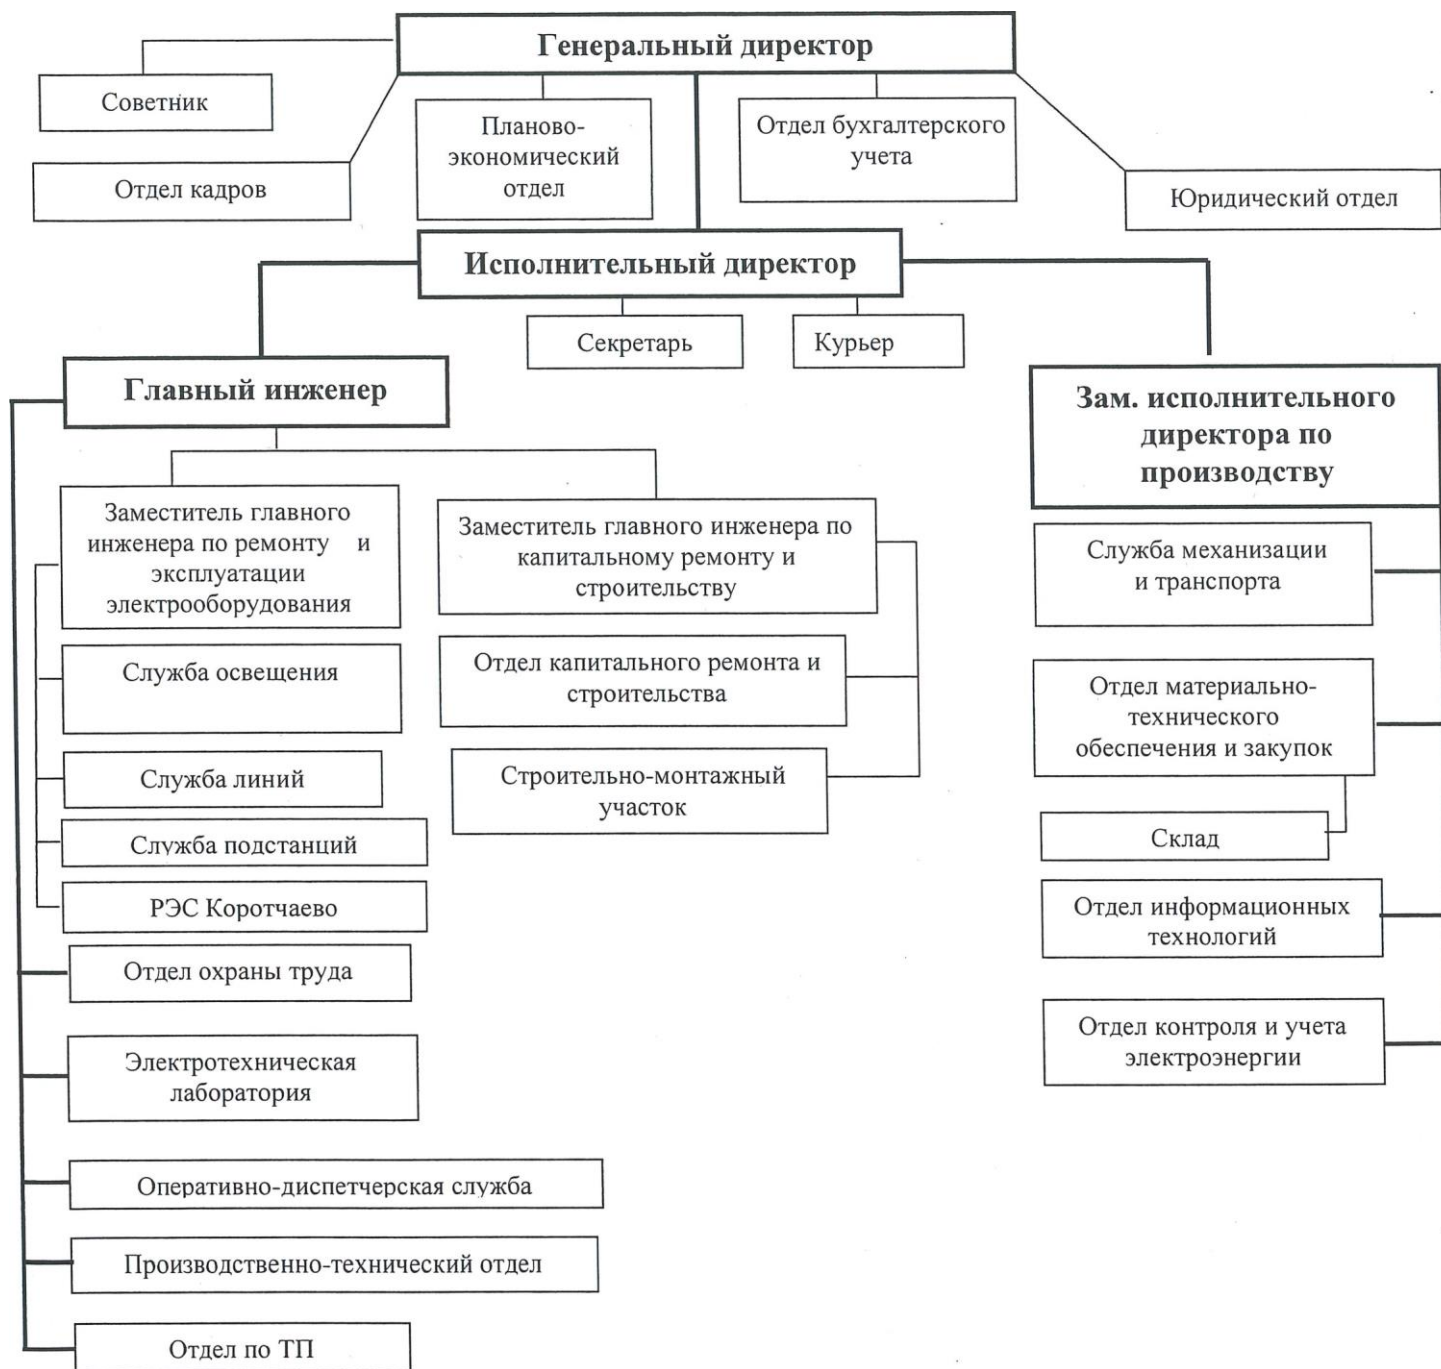 Генеральный директор
Советник
Планово-
экономический
отдел
Отдел бухгалтерского
учета
Отдел кадров
Юридический отдел
Исполнительный директор
Секретарь
Курьер
Главный инженер
Зам. исполнительного
директора по
производству
Заместитель главного
инженера по ремонту и
эксплуатации
электрооборудования
Заместитель главного инженера по
капитальному ремонту и
строительству
Служба механизации
и транспорта
Служба освещения
Отдел капитального ремонта и
строительства
Отдел материально-
технического
обеспечения и закупок
Служба линий
Строительно-монтажный
участок
Служба подстанций
Склад
РЭС Коротчаево
Отдел информационных
технологий
Отдел охраны труда
Отдел контроля и учета
электроэнергии
Электротехническая
лаборатория
Оперативно-диспетчерская служба
Производственно-технический отдел
Отдел по ТП